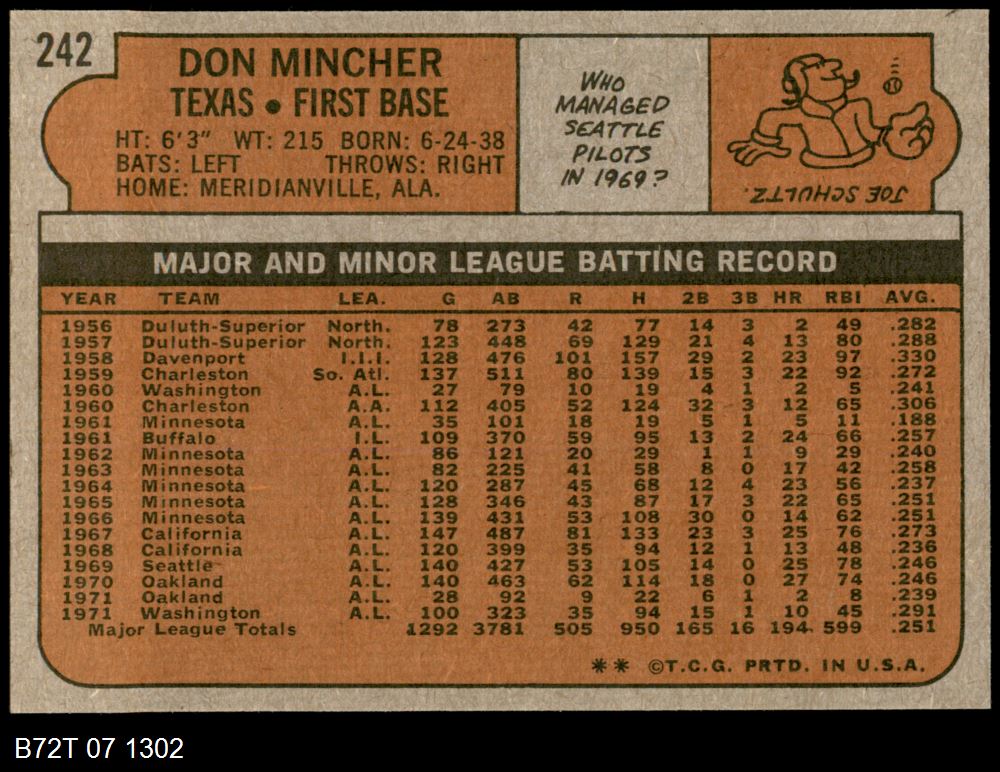 242
DON MINCHER
TEXAS • FIRST BASE
HT: 6'3" WT: 215 BORN: 6-24-38
BATS: LEFT THROWS: RIGHT
HOME: MERIDIANVILLE, ALA.
WHO
MANAGED
SEATTLE
PILOTS
IN 1969?
JOE SCHULTZ.
MAJOR AND MINOR LEAGUE BATTING RECORD
YEAR TEAM LEA. G AB R H 2B 3B HR RBI AVG.
1956 Duluth-Superior North. 78 273 42 77 14 3 2 49 .282
1957 Duluth-Superior North. 123 448 69 129 21 4 13 80 .288
1958 Davenport I.I.I. 128 476 101 157 29 2 23 97 .330
1959 Charleston So. Atl. 137 511 80 139 15 3 22 92 .272
1960 Washington A.L. 27 79 10 19 4 1 2 5 .241
1960 Charleston A.A. 112 405 52 124 32 3 12 65 .306
1961 Minnesota A.L. 35 101 18 19 5 1 5 11 .188
1961 Buffalo I.L. 109 370 59 95 13 2 24 66 .257
1962 Minnesota A.L. 86 121 20 29 1 1 9 29 .240
1963 Minnesota A.L. 82 225 41 58 8 0 17 42 .258
1964 Minnesota A.L. 120 287 45 68 12 4 23 56 .237
1965 Minnesota A.L. 128 346 43 87 17 3 22 65 .251
1966 Minnesota A.L. 139 431 53 108 30 0 14 62 .251
1967 California A.L. 147 487 81 133 23 3 25 76 .273
1968 California A.L. 120 399 35 94 12 1 13 48 .236
1969 Seattle A.L. 140 427 53 105 14 0 25 78 .246
1970 Oakland A.L. 140 463 62 114 18 0 27 74 .246
1971 Oakland A.L. 28 92 9 22 6 1 2 8 .239
1971 Washington A.L. 100 323 35 94 15 1 10 45 .291
Major League Totals 1292 3781 505 950 165 16 194 599 .251
** ©T.C.G. PRTD. IN U.S.A.
B72T 07 1302